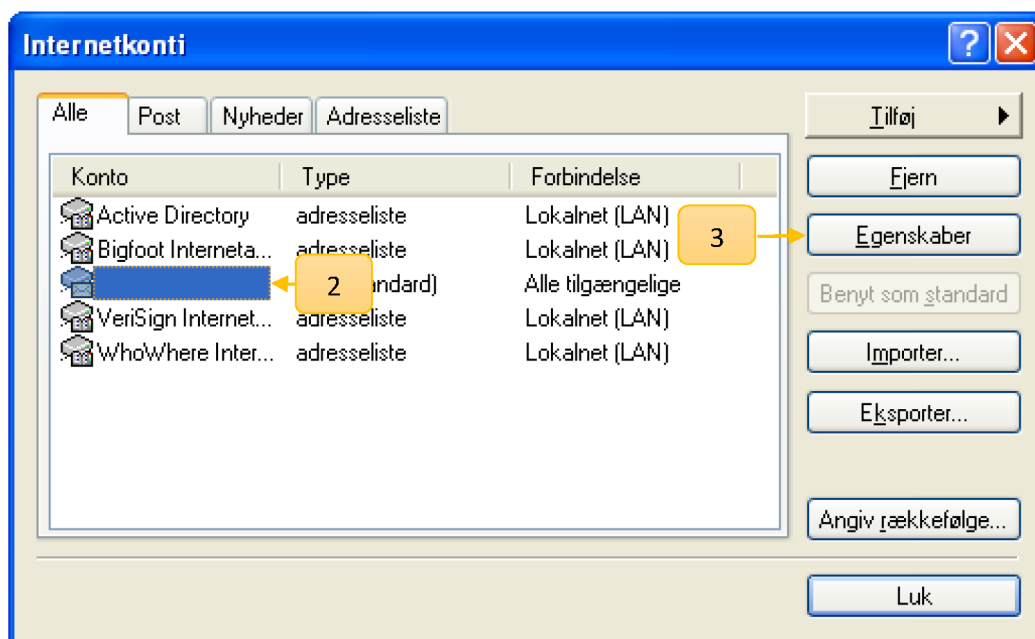 Internetkonti
Alle Post Nyheder Adresseliste
Konto Type Forbindelse
Active Directory adresseliste Lokalnet (LAN)
Bigfoot Interneta... adresseliste Lokalnet (LAN)
andard) Alle tilgængelige
VeriSign Internet... adresseliste Lokalnet (LAN)
WhoWhere Inter... adresseliste Lokalnet (LAN)
2
3
Tilføj
Fjern
Egenskaber
Benyt som standard
Importer...
Eksporter...
Angiv rækkefølge...
Luk